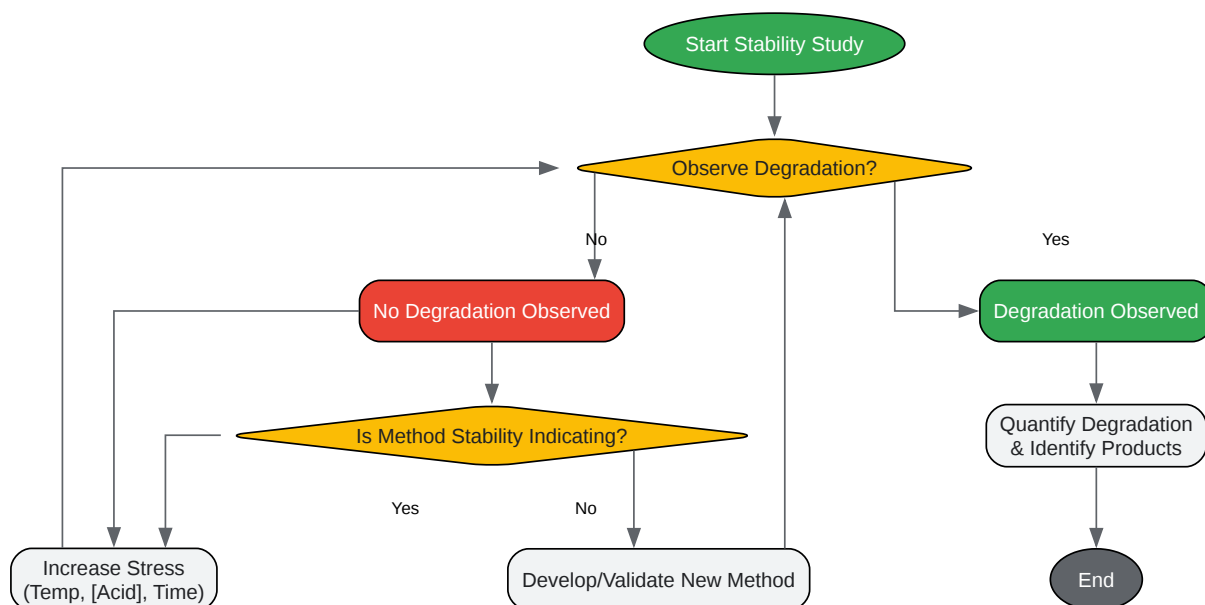 Start Stability Study
Observe Degradation?
No
Yes
No Degradation Observed
Degradation Observed
Is Method Stability Indicating?
Quantify Degradation
& Identify Products
Yes
No
Increase Stress
(Temp, [Acid], Time)
Develop/Validate New Method
End